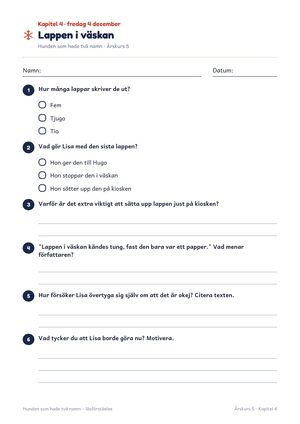 Kapitel 4 · fredag 4 december
Lappen i väskan
Hunden som hade två namn · Årskurs 5
Namn:
Datum:
1 Hur många lappar skriver de ut?
Fem
Tjugo
Tio
2 Vad gör Lisa med den sista lappen?
Hon ger den till Hugo
Hon stoppar den i väskan
Hon sätter upp den på kiosken
3 Varför är det extra viktigt att sätta upp lappen just på kiosken?
4 "Lappen i väskan kändes tung, fast den bara var ett papper." Vad menar
författaren?
5 Hur försöker Lisa övertyga sig själv om att det är okej? Citera texten.
6 Vad tycker du att Lisa borde göra nu? Motivera.
Hunden som hade två namn – läsförståelse
Årskurs 5 · Kapitel 4